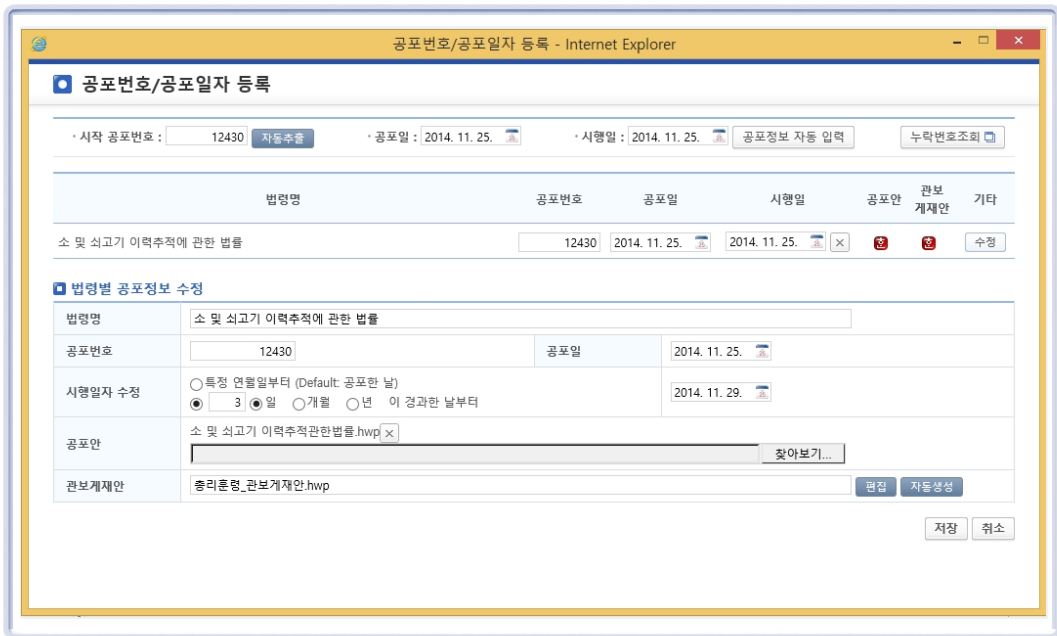 공포번호/공포일자 등록 - Internet Explorer
공포번호/공포일자 등록
· 시작 공포번호 : 12430 자동추출 · 공포일 : 2014. 11. 25. · 시행일 : 2014. 11. 25. 공포정보 자동 입력 누락번호조회
법령명 공포번호 공포일 시행일 공포안 관보 게재안 기타
소 및 쇠고기 이력추적에 관한 법률 12430 2014. 11. 25. 2014. 11. 25. 수정
법령별 공포정보 수정
법령명 소 및 쇠고기 이력추적에 관한 법률
공포번호 12430 공포일 2014. 11. 25.
시행일자 수정 특정 연월일부터 (Default: 공포한 날)
3 일 개월 년 이 경과한 날부터 2014. 11. 29.
공포안 소 및 쇠고기 이력추적관한법률.hwp
찾아보기...
관보게재안 총리훈령_관보게재안.hwp 편집 자동생성
저장 취소